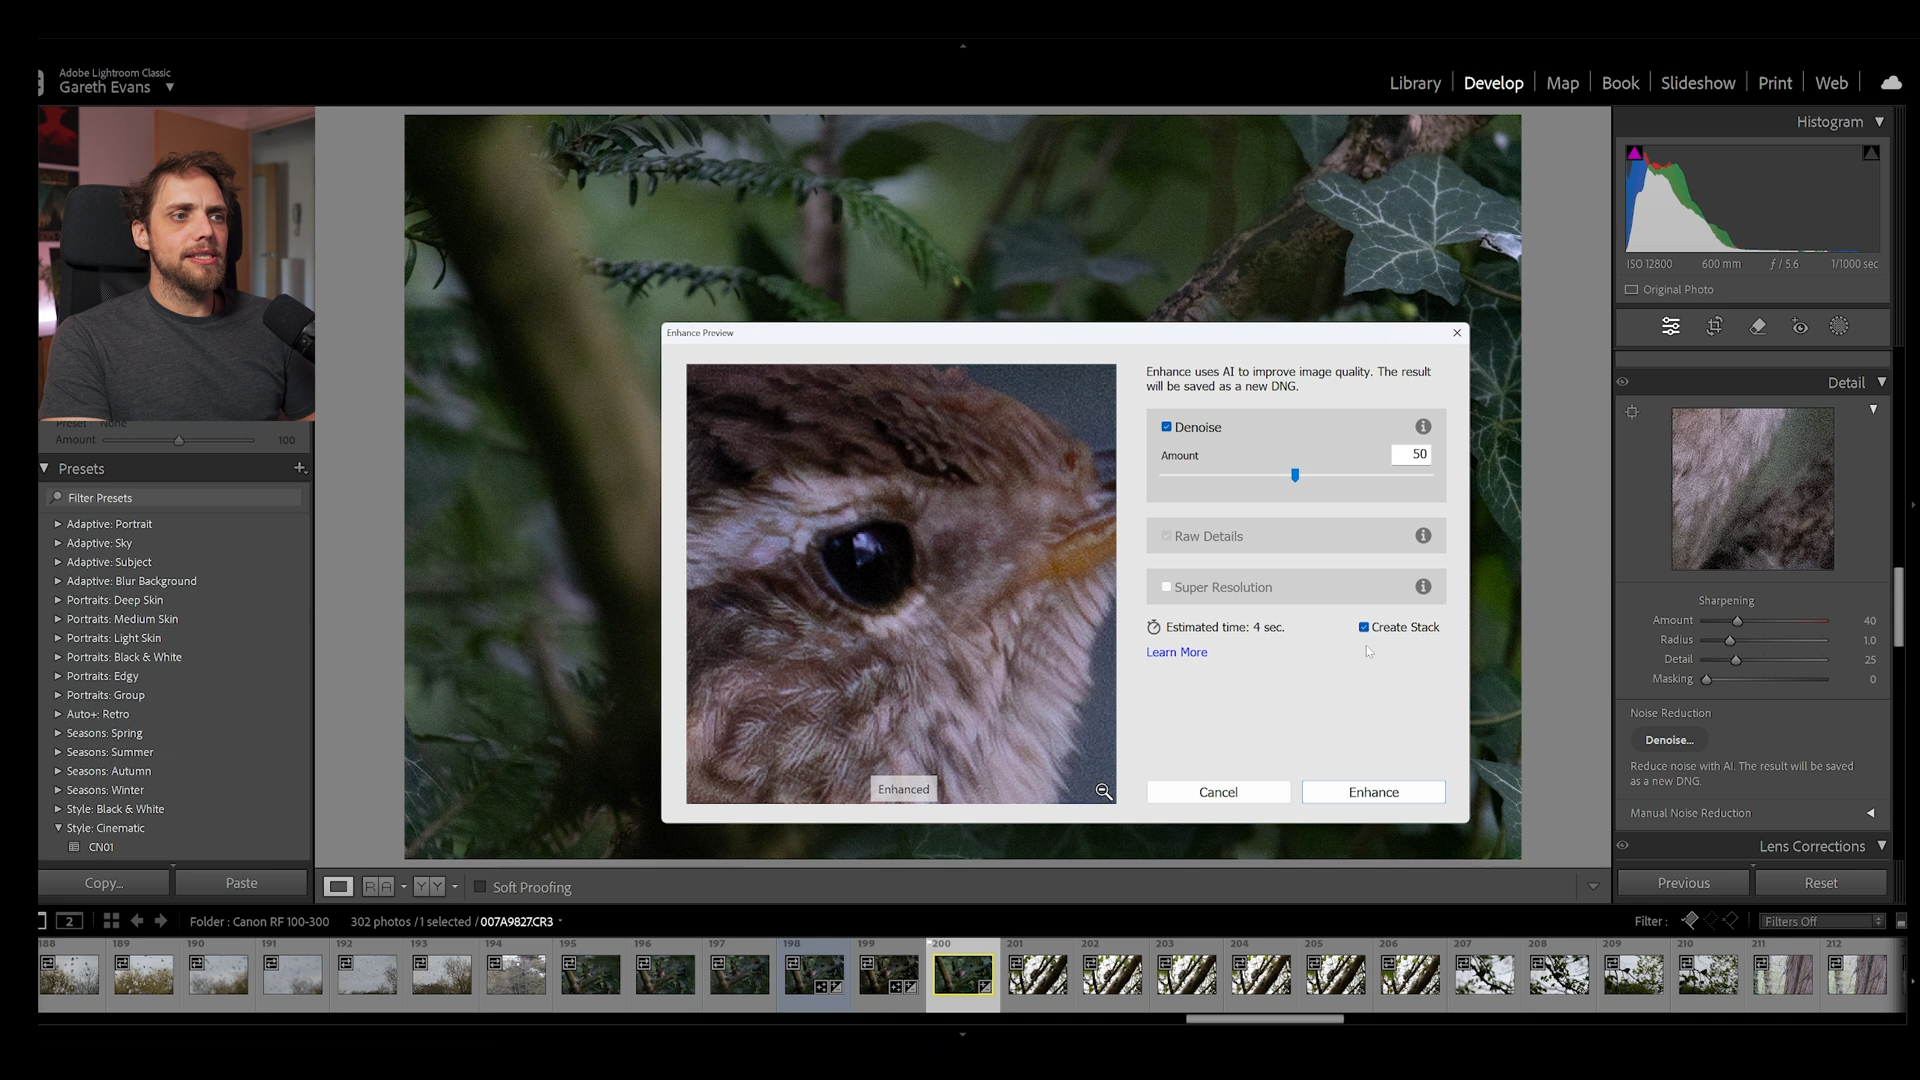 Adobe Lightroom Classic
Gareth Evans
Library | Develop | Map | Book | Slideshow | Print | Web
Histogram
ISO 12800 600 mm f / 5.6 1/1000 sec
Original Photo
Detail
Sharpening
Amount 40
Radius 1.0
Detail 25
Masking 0
Noise Reduction
Denoise...
Reduce noise with AI. The result will be saved
as a new DNG.
Manual Noise Reduction
Lens Corrections
Previous Reset
Enhance Preview
Enhanced
Enhance uses AI to improve image quality. The result
will be saved as a new DNG.
Denoise
Amount 50
Raw Details
Super Resolution
Estimated time: 4 sec. Create Stack
Learn More
Cancel Enhance
Preset : None
Amount 100
Presets
Filter Presets
Adaptive: Portrait
Adaptive: Sky
Adaptive: Subject
Adaptive: Blur Background
Portraits: Deep Skin
Portraits: Medium Skin
Portraits: Light Skin
Portraits: Black & White
Portraits: Edgy
Portraits: Group
Auto+: Retro
Seasons: Spring
Seasons: Summer
Seasons: Autumn
Seasons: Winter
Style: Black & White
Style: Cinematic
CN01
Copy... Paste
R A Y Y Soft Proofing
2 Folder : Canon RF 100-300 302 photos / 1 selected / 007A9827.CR3 Filter : Filters Off
188 189 190 191 192 193 194 195 196 197 198 199 200 201 202 203 204 205 206 207 208 209 210 211 212